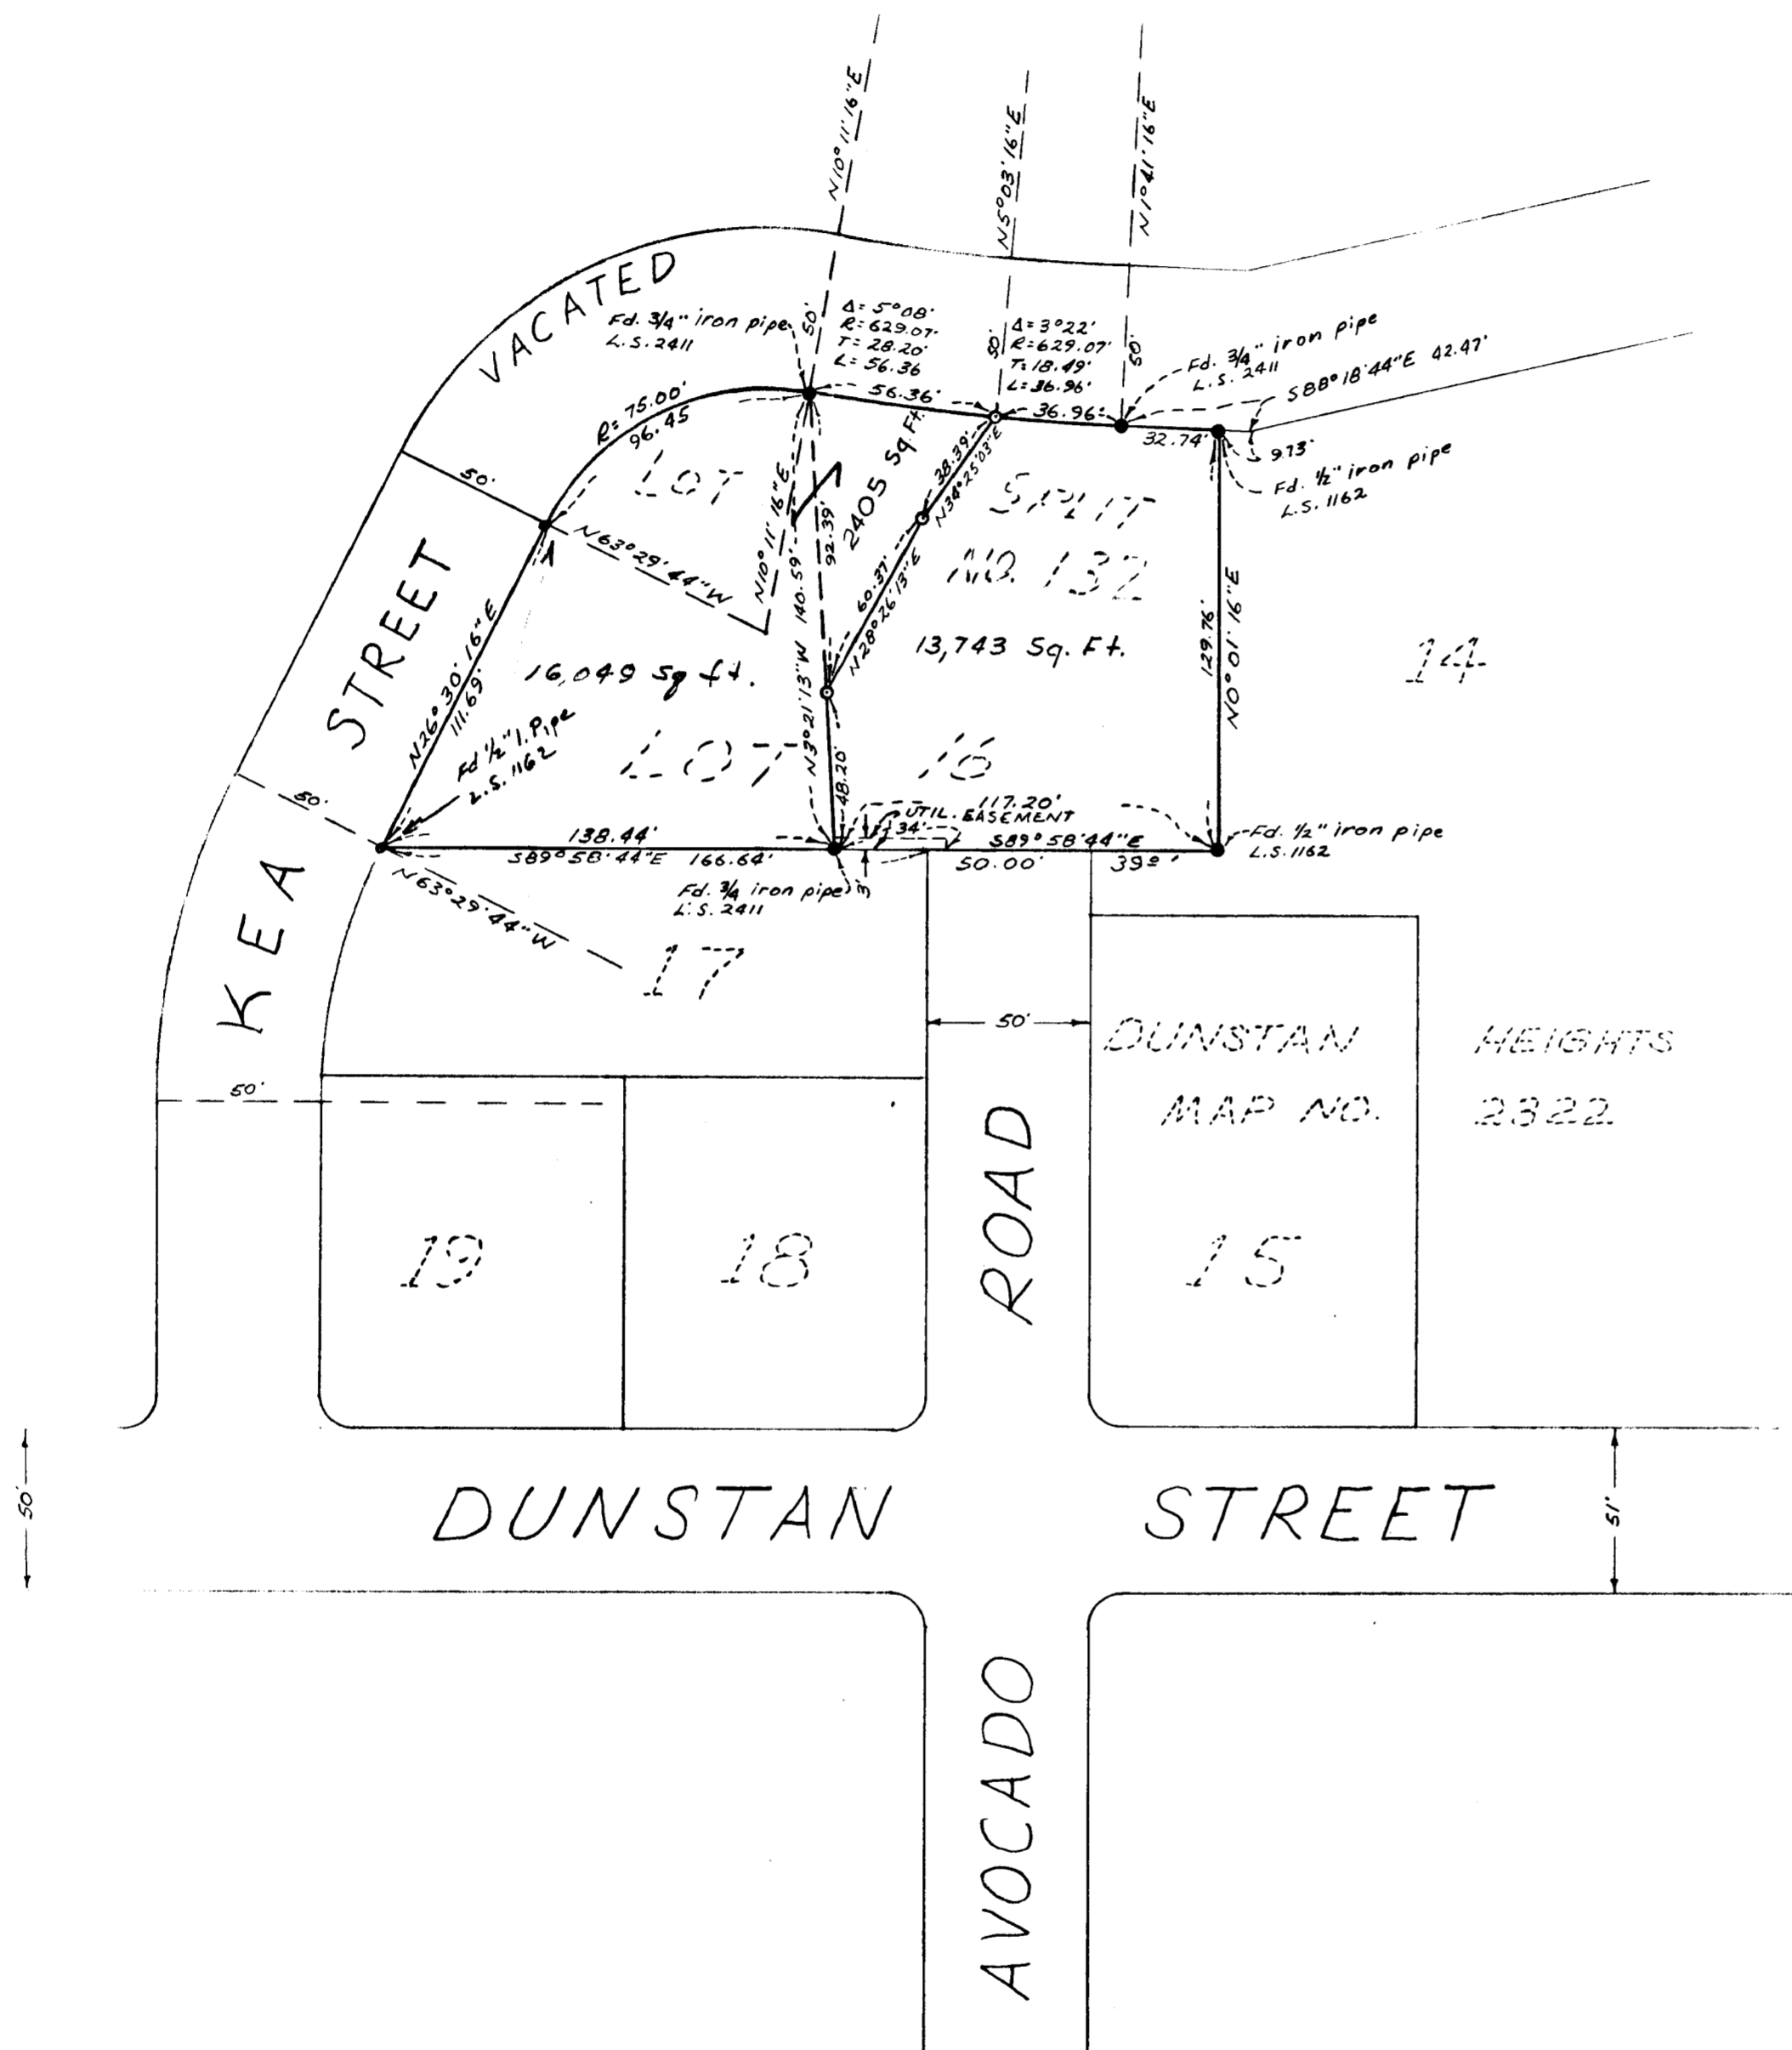 N10°11'16"E
N5°03'16"E
N1°41'16"E
VACATED
Fd. 3/4" iron pipe
L.S. 2411
50'
Δ= 5°08'
R= 629.07'
T= 28.20'
L= 56.36
50'
Δ= 3°22'
R= 629.07'
T= 18.49'
L= 36.96'
50'
Fd. 3/4" iron pipe
L.S. 2411
S88°18'44"E 42.47'
R= 75.00'
96.45
56.36'
36.96'
32.74'
9.73'
Fd. 1/2" iron pipe
L.S. 1162
50'
LOT
SPLIT
NO. 132
N63°29'44"W
N10°11'16"E
N3°21'13"W 140.59'
92.39'
2405 Sq. Ft.
38.39'
N34°25'03"E
60.37'
N28°26'13"E
129.76'
N0°01'16"E
14
16,049 Sq ft.
13,743 Sq. Ft.
STREET
N26°30'16"E
111.69'
Fd 1/2" I. Pipe
L.S. 1162
LOT 16
48.20'
50'
117.20'
UTIL. EASEMENT
34'
138.44'
S89°58'44"E 166.64'
S89°58'44"E
50.00'
39º'
Fd. 1/2" iron pipe
L.S. 1162
Fd. 3/4 iron pipe
L.S. 2411
3'
N63°29'44"W
KEA
17
50'
DUNSTAN HEIGHTS
MAP NO. 2322
50'
19
18
ROAD
15
50'
DUNSTAN STREET
51'
AVOCADO